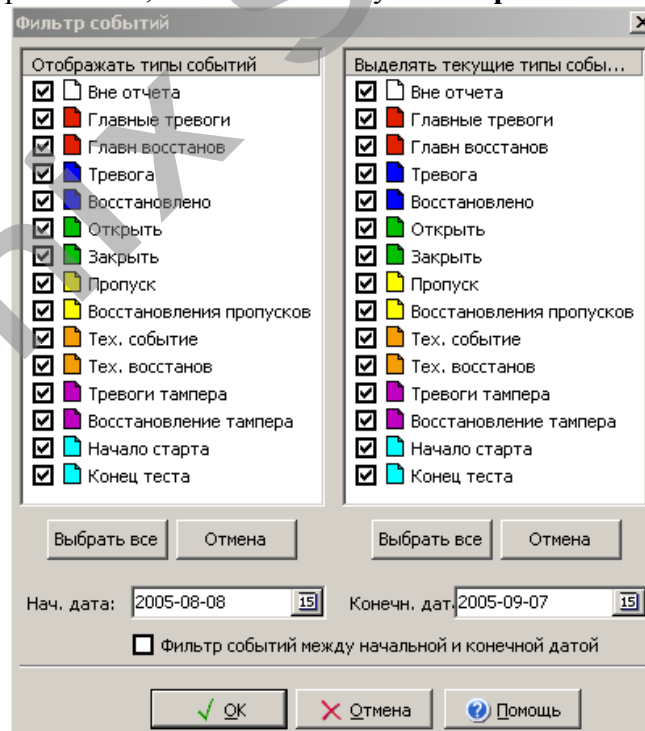 Фильтр событий
Отображать типы событий
Вне отчета
Главные тревоги
Главн восстанов
Тревога
Восстановлено
Открыть
Закрыть
Пропуск
Восстановления пропусков
Тех. событие
Тех. восстанов
Тревоги тампера
Восстановление тампера
Начало старта
Конец теста
Выделять текущие типы собы...
Вне отчета
Главные тревоги
Главн восстанов
Тревога
Восстановлено
Открыть
Закрыть
Пропуск
Восстановления пропусков
Тех. событие
Тех. восстанов
Тревоги тампера
Восстановление тампера
Начало старта
Конец теста
Выбрать все Отмена Выбрать все Отмена
Нач. дата: 2005-08-08 15 Конечн. дат 2005-09-07 15
Фильтр событий между начальной и конечной датой
OK Отмена Помощь